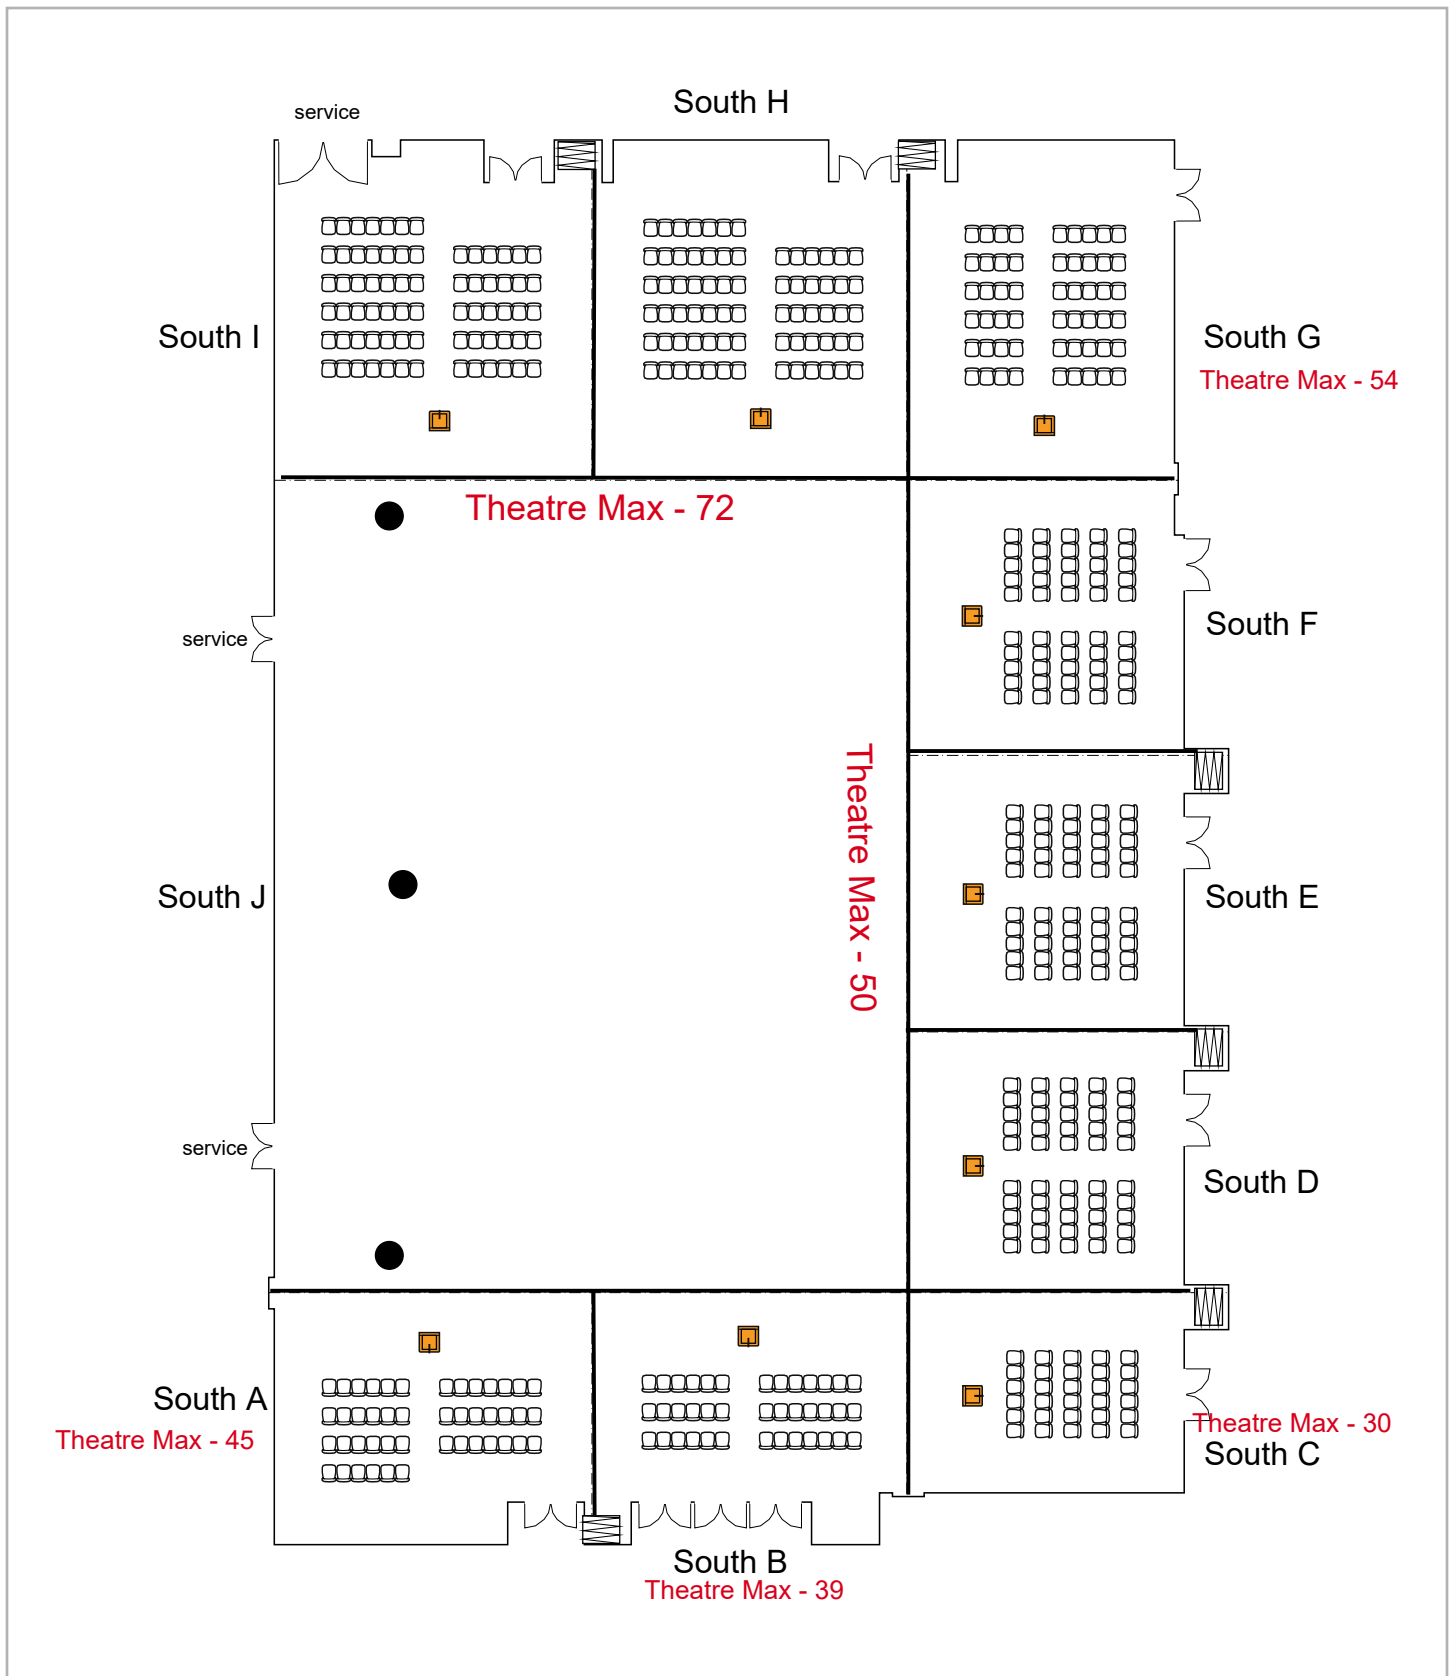 South H
service
South I
South G
Theatre Max - 54
Theatre Max - 72
South F
service
Theatre Max - 50
South J
South E
service
South D
South A
Theatre Max - 45
Theatre Max - 30
South C
South B
Theatre Max - 39